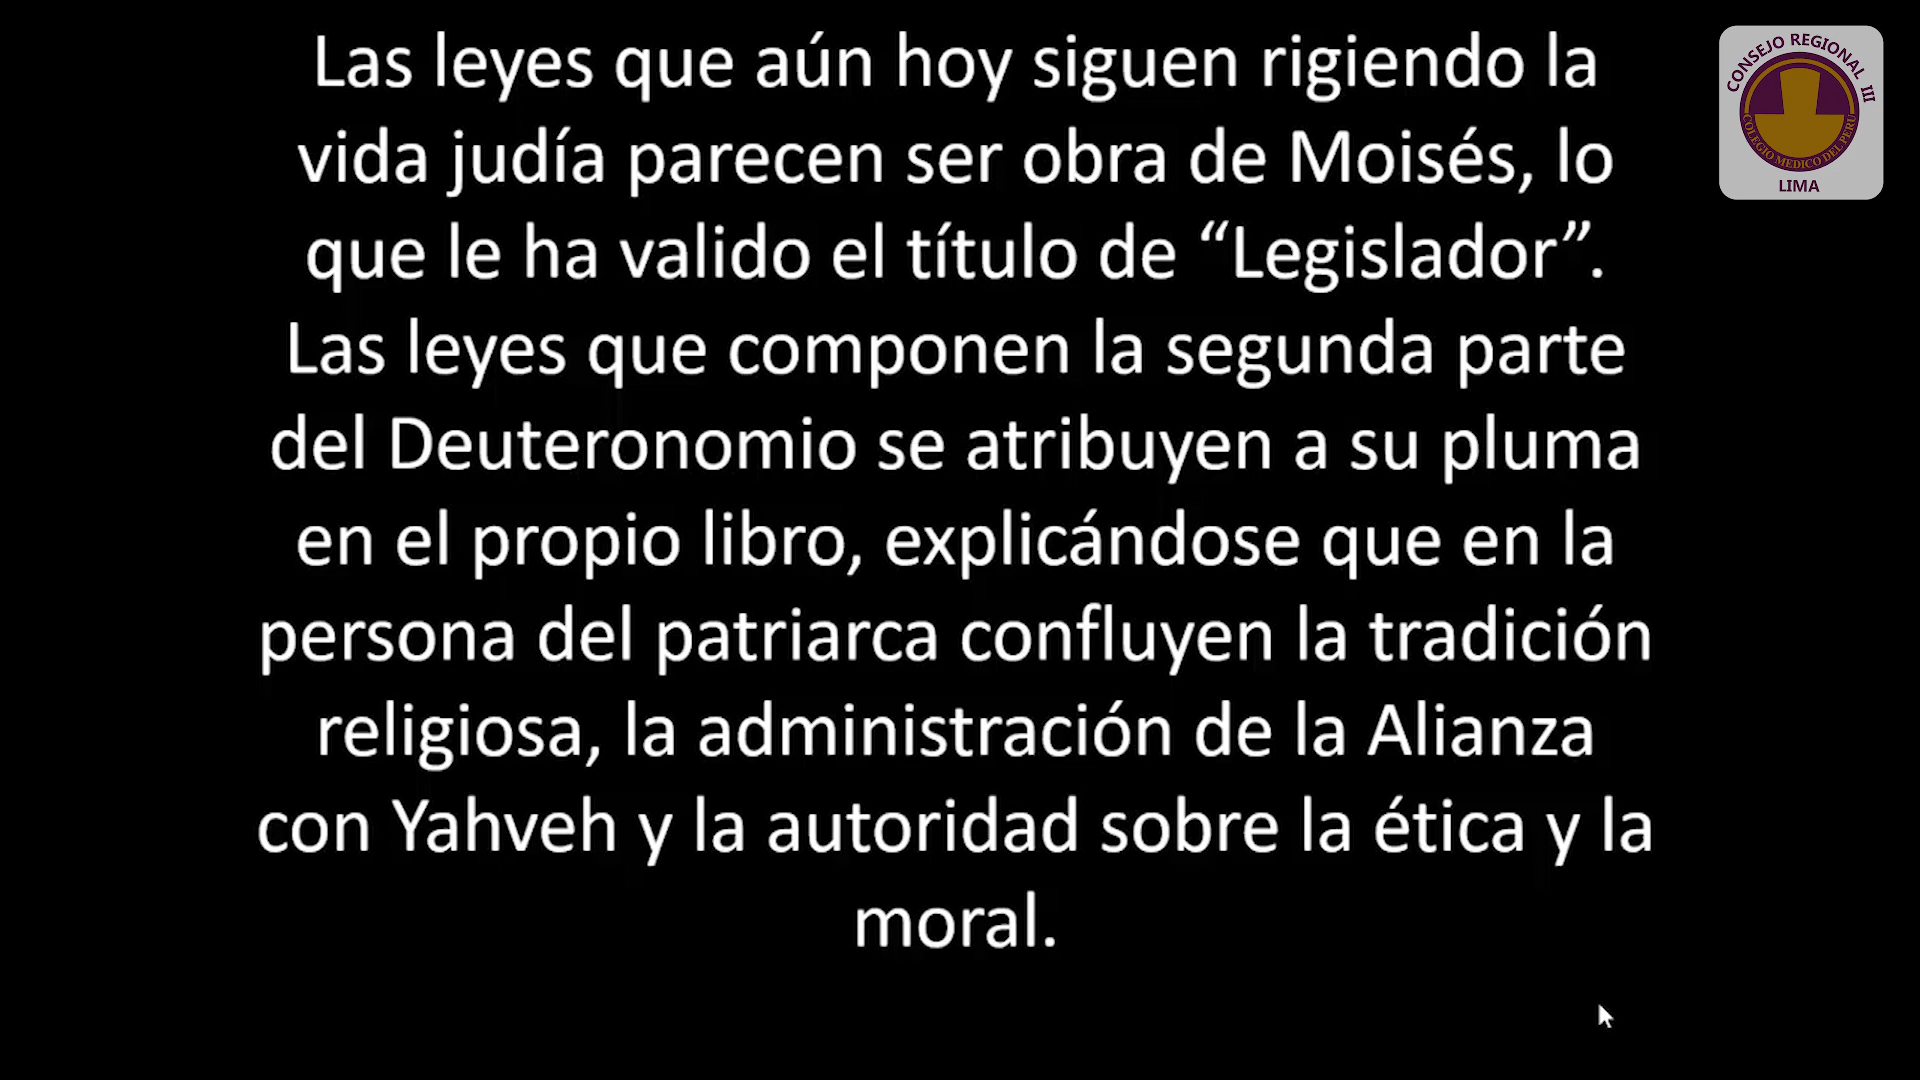 Las leyes que aún hoy siguen rigiendo la
vida judía parecen ser obra de Moisés, lo
que le ha valido el título de “Legislador”.
Las leyes que componen la segunda parte
del Deuteronomio se atribuyen a su pluma
en el propio libro, explicándose que en la
persona del patriarca confluyen la tradición
religiosa, la administración de la Alianza
con Yahveh y la autoridad sobre la ética y la
moral.
CONSEJO REGIONAL III
COLEGIO MEDICO DEL PERU
LIMA